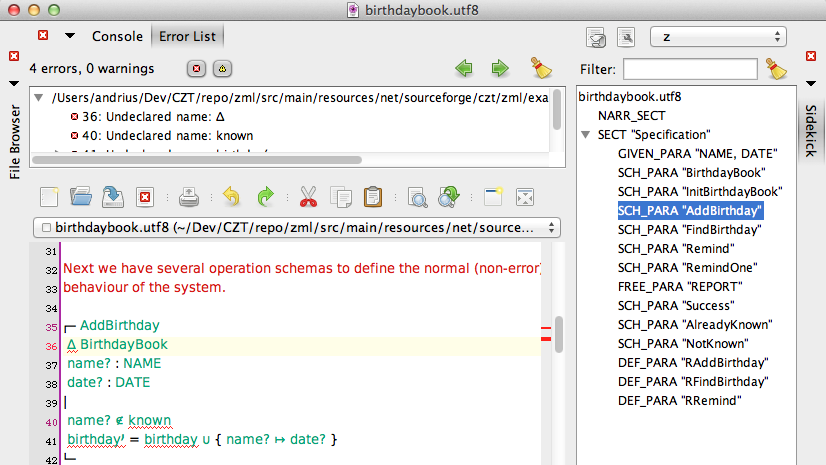 birthdaybook.utf8
Console Error List
z
4 errors, 0 warnings
Filter:
File Browser
Sidekick
/Users/andrius/Dev/CZT/repo/zml/src/main/resources/net/sourceforge/czt/zml/exa
36: Undeclared name: Δ
40: Undeclared name: known
birthdaybook.utf8 (~/Dev/CZT/repo/zml/src/main/resources/net/source...
31
32 Next we have several operation schemas to define the normal (non-error)
33 behaviour of the system.
34
35 ┌─ AddBirthday
36 Δ BirthdayBook
37 name? : NAME
38 date? : DATE
39 |
40 name? ∉ known
41 birthday′ = birthday ∪ { name? ↦ date? }
42 └─
birthdaybook.utf8
NARR_SECT
SECT "Specification"
GIVEN_PARA "NAME, DATE"
SCH_PARA "BirthdayBook"
SCH_PARA "InitBirthdayBook"
SCH_PARA "AddBirthday"
SCH_PARA "FindBirthday"
SCH_PARA "Remind"
SCH_PARA "RemindOne"
FREE_PARA "REPORT"
SCH_PARA "Success"
SCH_PARA "AlreadyKnown"
SCH_PARA "NotKnown"
DEF_PARA "RAddBirthday"
DEF_PARA "RFindBirthday"
DEF_PARA "RRemind"